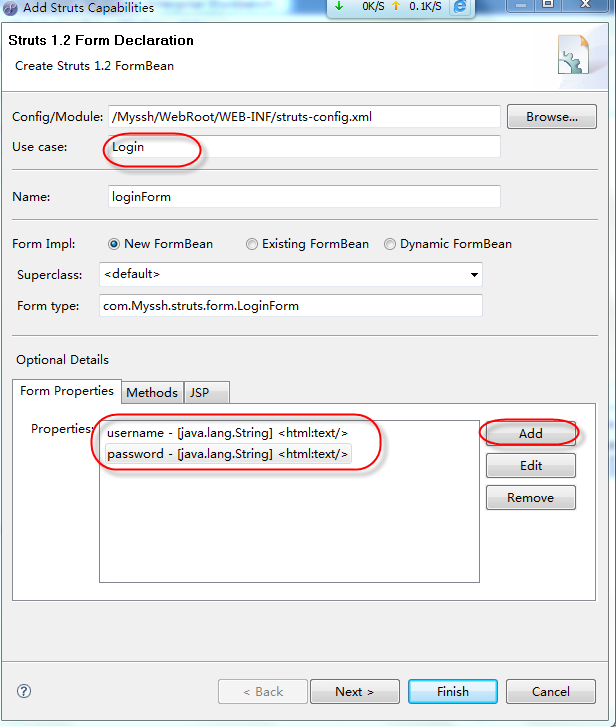 Add Struts Capabilities
0K/S 0.1K/S
Struts 1.2 Form Declaration
Create Struts 1.2 FormBean
Config/Module: /Myssh/WebRoot/WEB-INF/struts-config.xml Browse...
Use case: Login
Name: loginForm
Form Impl: New FormBean Existing FormBean Dynamic FormBean
Superclass: <default>
Form type: com.Myssh.struts.form.LoginForm
Optional Details
Form Properties Methods JSP
Properties: username - [java.lang.String] <html:text/> Add
password - [java.lang.String] <html:text/>
Edit
Remove
< Back Next > Finish Cancel